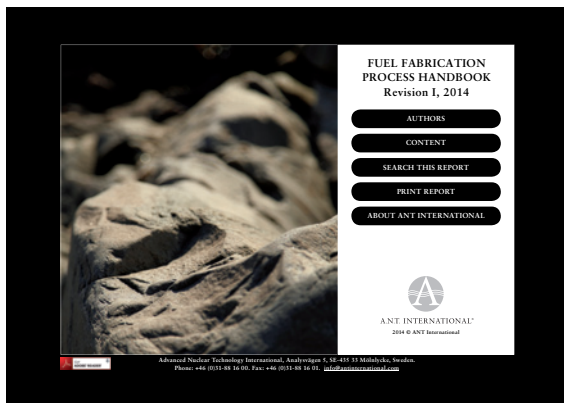 FUEL FABRICATION
PROCESS HANDBOOK
Revision I, 2014
AUTHORS
CONTENT
SEARCH THIS REPORT
PRINT REPORT
ABOUT ANT INTERNATIONAL
A.N.T. INTERNATIONAL®
2014 © ANT International
Advanced Nuclear Technology International, Analysvägen 5, SE-435 33 Mölnlycke, Sweden.
Phone: +46 (0)31-88 16 00. Fax: +46 (0)31-88 16 01. info@antinternational.com